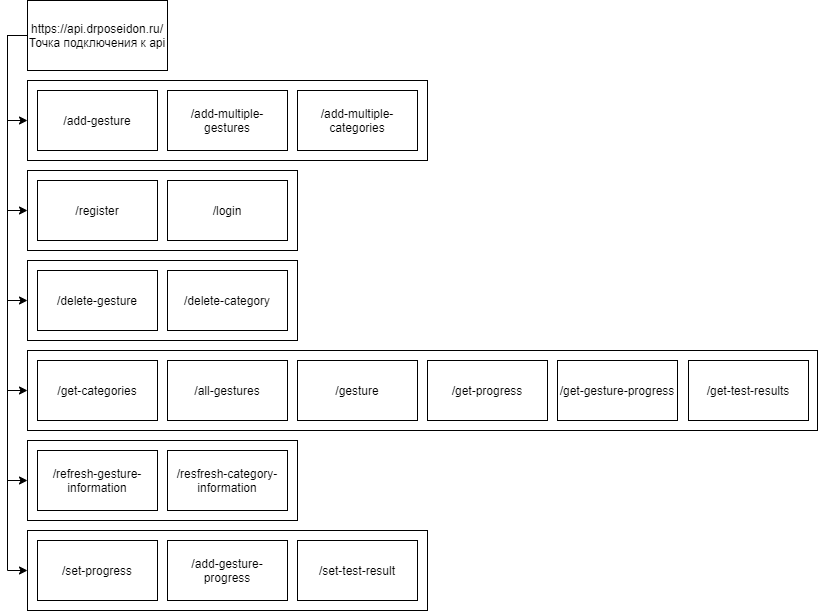 https://api.drposeidon.ru/
Точка подключения к api
/add-gesture
/add-multiple-
gestures
/add-multiple-
categories
/register
/login
/delete-gesture
/delete-category
/get-categories
/all-gestures
/gesture
/get-progress
/get-gesture-progress
/get-test-results
/refresh-gesture-
information
/resfresh-category-
information
/set-progress
/add-gesture-
progress
/set-test-result